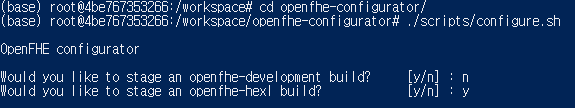 (base) root@4be767353266:/workspace# cd openfhe-configurator/
(base) root@4be767353266:/workspace/openfhe-configurator# ./scripts/configure.sh
OpenFHE configurator
Would you like to stage an openfhe-development build?     [y/n] : n
Would you like to stage an openfhe-hexl build?            [y/n] : y